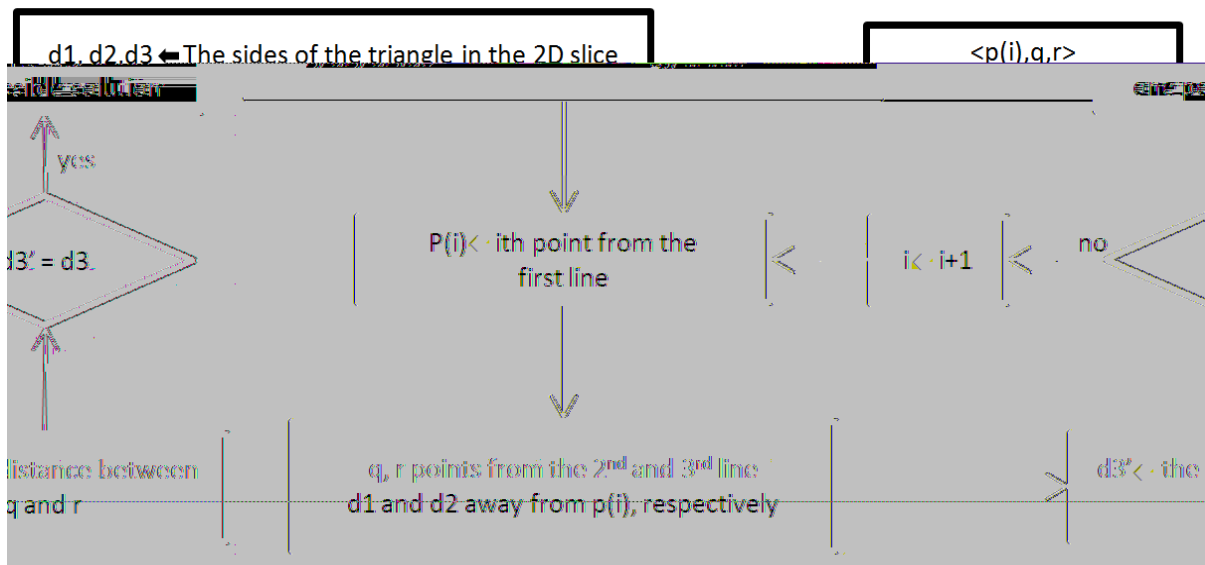 d1, d2,d3 ← The sides of the triangle in the 2D slice
<p(i),q,r>
yes
d3' = d3
P(i)< ith point from the
first line
i< i+1
no
distance between
q and r
q, r points from the 2nd and 3nd line
d1 and d2 away from p(i), respectively
d3'< the